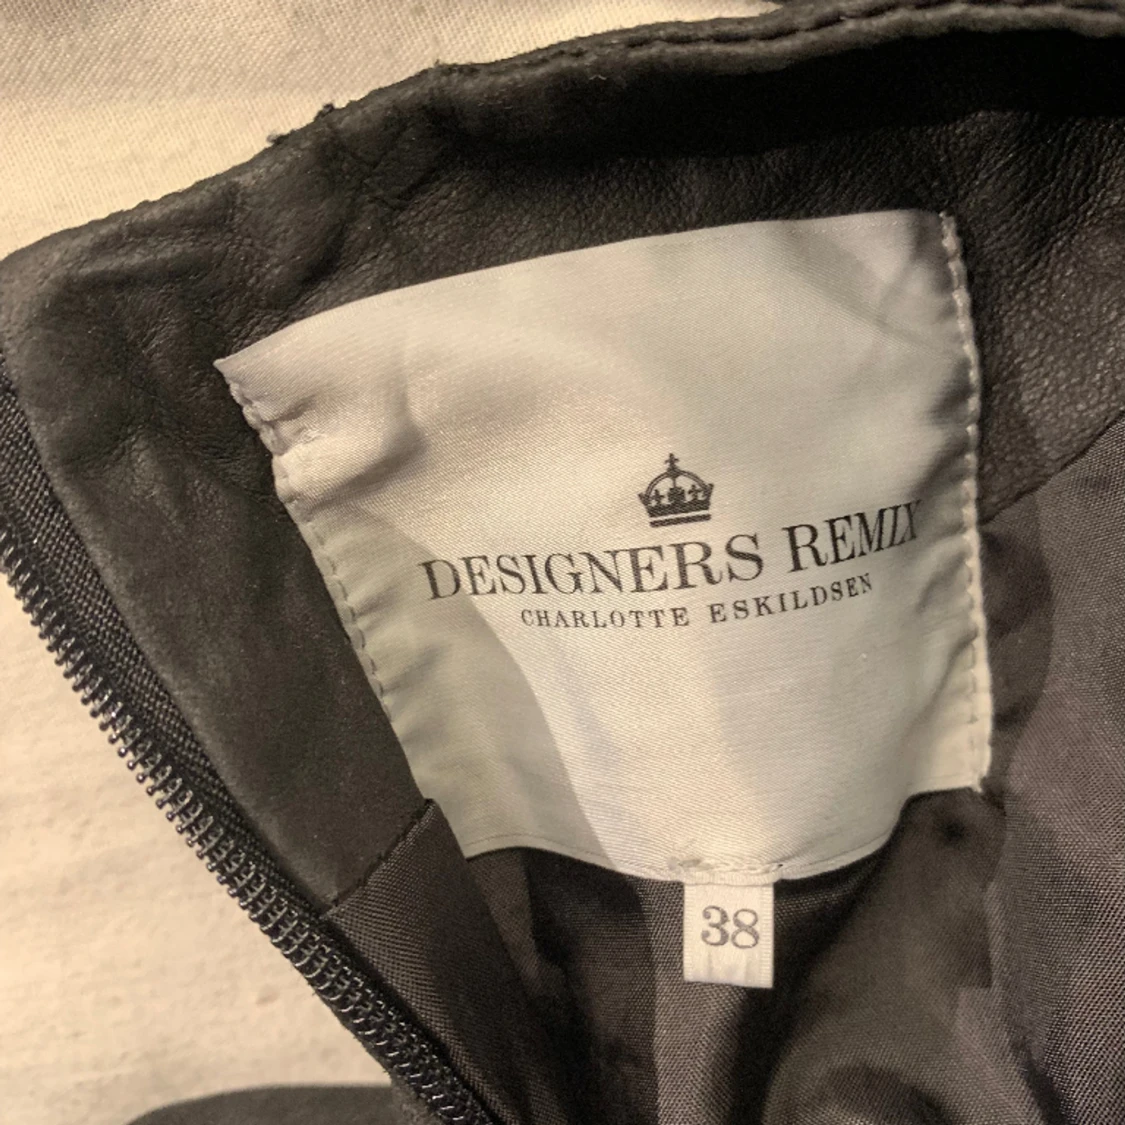 DESIGNERS REMIX
CHARLOTTE ESKILDSEN
38